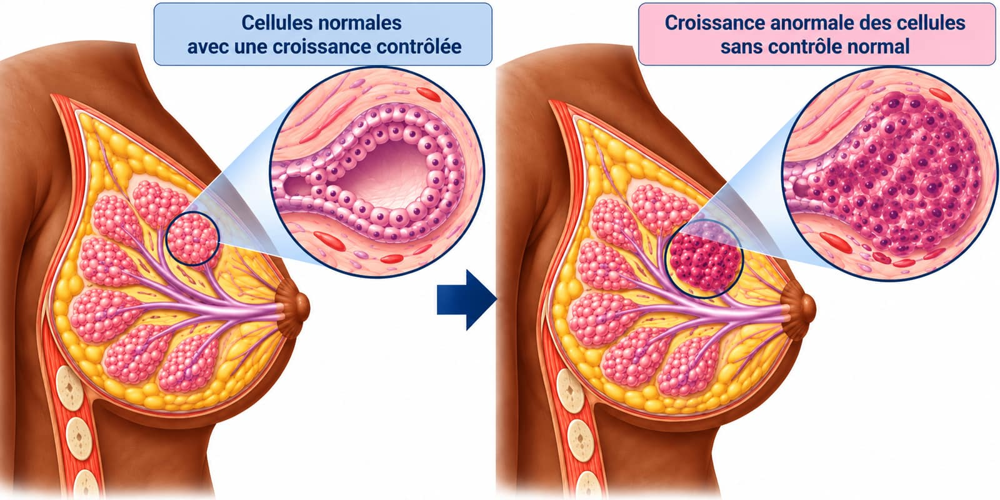 Cellules normales
avec une croissance contrôlée
Croissance anormale des cellules
sans contrôle normal